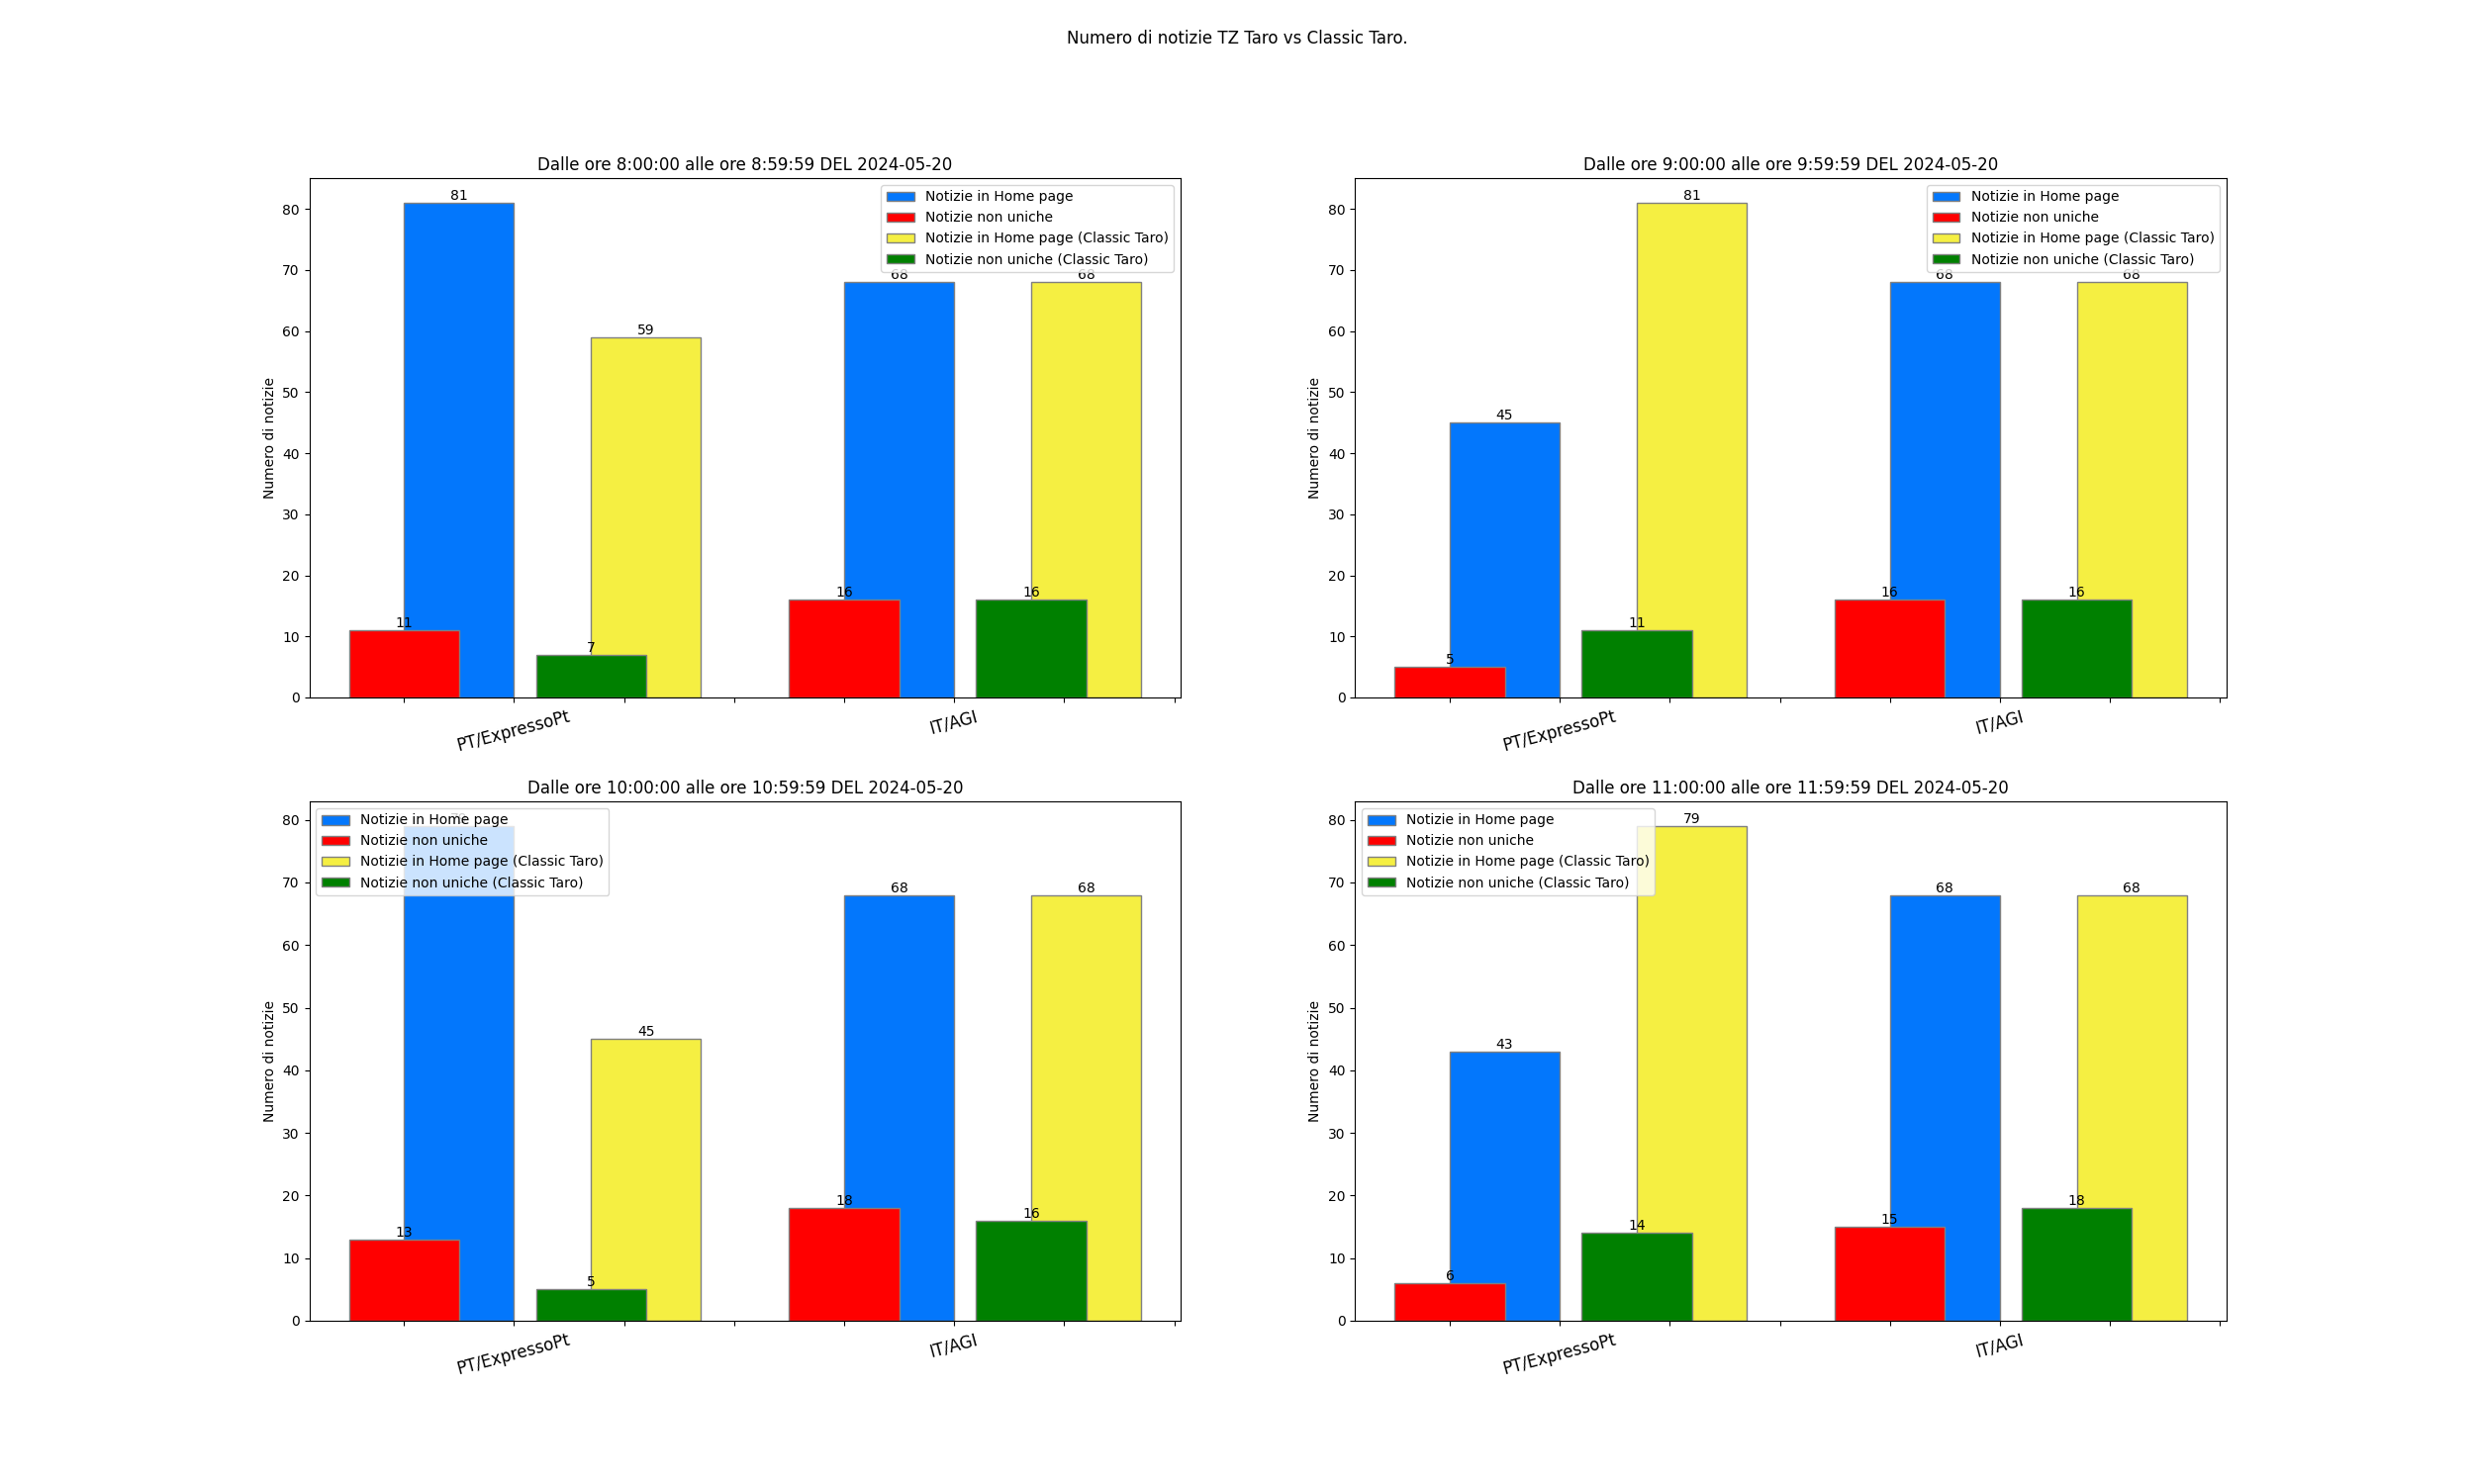 Numero di notizie TZ Taro vs Classic Taro.
Dalle ore 8:00:00 alle ore 8:59:59 DEL 2024-05-20
Numero di notizie
80
70
60
50
40
30
20
10
0
Notizie in Home page
Notizie non uniche
Notizie in Home page (Classic Taro)
Notizie non uniche (Classic Taro)
81
59
68
68
11
7
16
16
PT/ExpressoPt
IT/AGI
Dalle ore 9:00:00 alle ore 9:59:59 DEL 2024-05-20
Numero di notizie
80
70
60
50
40
30
20
10
0
Notizie in Home page
Notizie non uniche
Notizie in Home page (Classic Taro)
Notizie non uniche (Classic Taro)
45
81
68
68
5
11
16
16
PT/ExpressoPt
IT/AGI
Dalle ore 10:00:00 alle ore 10:59:59 DEL 2024-05-20
Numero di notizie
80
70
60
50
40
30
20
10
0
Notizie in Home page
Notizie non uniche
Notizie in Home page (Classic Taro)
Notizie non uniche (Classic Taro)
45
68
68
13
5
18
16
PT/ExpressoPt
IT/AGI
Dalle ore 11:00:00 alle ore 11:59:59 DEL 2024-05-20
Numero di notizie
80
70
60
50
40
30
20
10
0
Notizie in Home page
Notizie non uniche
Notizie in Home page (Classic Taro)
Notizie non uniche (Classic Taro)
43
79
68
68
6
14
15
18
PT/ExpressoPt
IT/AGI